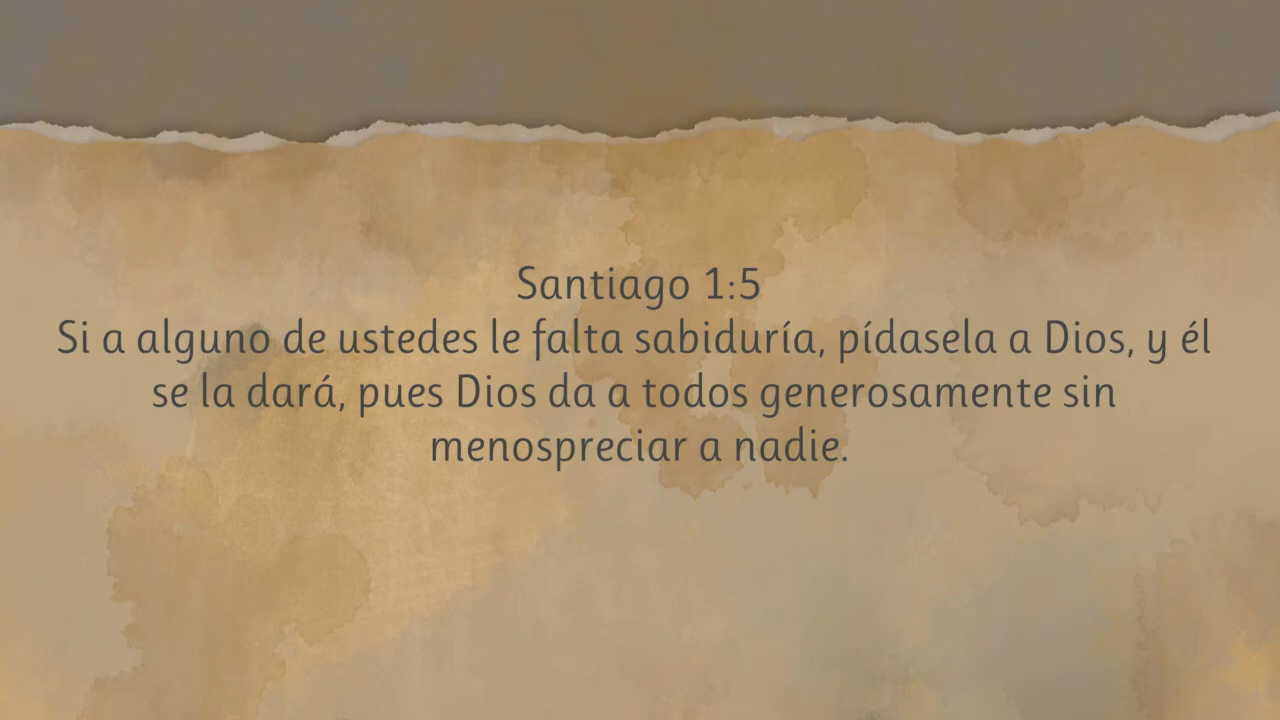 Santiago 1:5
Si a alguno de ustedes le falta sabiduría, pídasela a Dios, y él
se la dará, pues Dios da a todos generosamente sin
menospreciar a nadie.